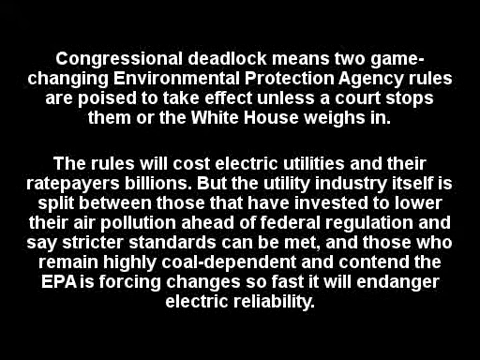 Congressional deadlock means two game-
changing Environmental Protection Agency rules
are poised to take effect unless a court stops
them or the White House weighs in.
The rules will cost electric utilities and their
ratepayers billions. But the utility industry itself is
split between those that have invested to lower
their air pollution ahead of federal regulation and
say stricter standards can be met, and those who
remain highly coal-dependent and contend the
EPA is forcing changes so fast it will endanger
electric reliability.